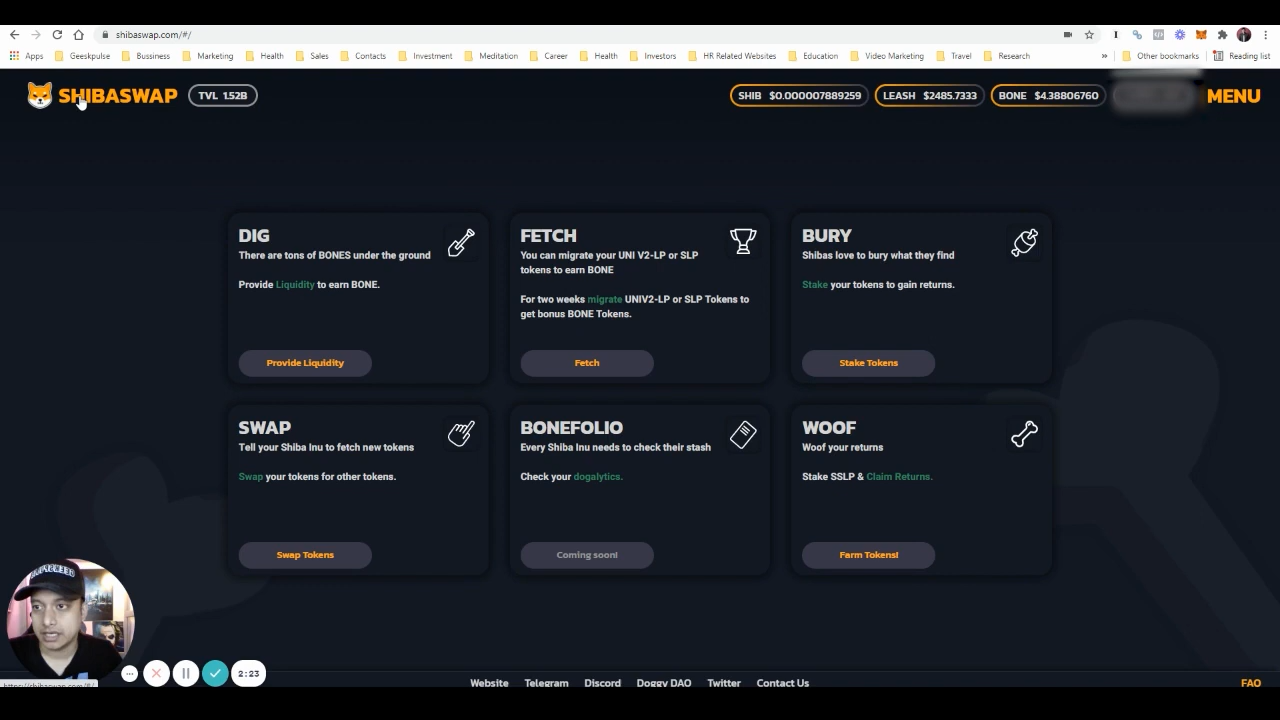 shibaswap.com/#/
Apps Geekpulse Bussiness Marketing Health Sales Contacts Investment Meditation Career Health Investors HR Related Websites Education Video Marketing Travel Research » Other bookmarks Reading list
SHIBASWAP TVL 1.52B SHIB $0.000007889259 LEASH $2485.7333 BONE $4.38806760 MENU
DIG
There are tons of BONES under the ground
Provide Liquidity to earn BONE.
Provide Liquidity
FETCH
You can migrate your UNI V2-LP or SLP
tokens to earn BONE
For two weeks migrate UNIV2-LP or SLP Tokens to
get bonus BONE Tokens.
Fetch
BURY
Shibas love to bury what they find
Stake your tokens to gain returns.
Stake Tokens
SWAP
Tell your Shiba Inu to fetch new tokens
Swap your tokens for other tokens.
Swap Tokens
BONEFOLIO
Every Shiba Inu needs to check their stash
Check your dogalytics.
Coming soon!
WOOF
Woof your returns
Stake SSLP & Claim Returns.
Farm Tokens!
2:23
https://shibaswap.com/#/
Website Telegram Discord Doggy DAO Twitter Contact Us FAQ